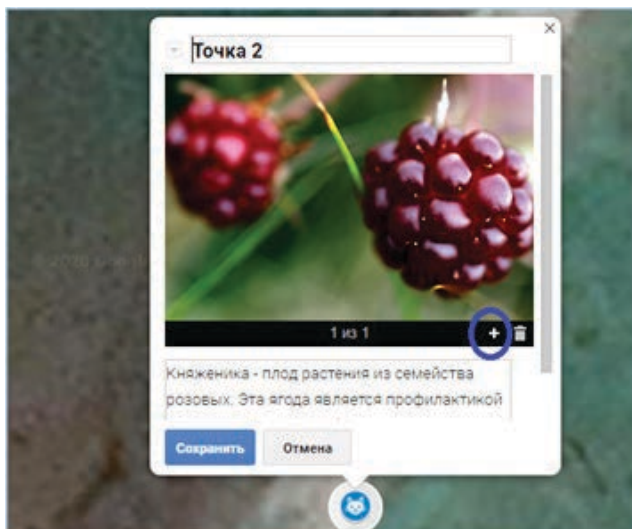 Точка 2
1 из 1
Княженика - плод растения из семейства
розовых. Эта ягода является профилактикой
Сохранить
Отмена